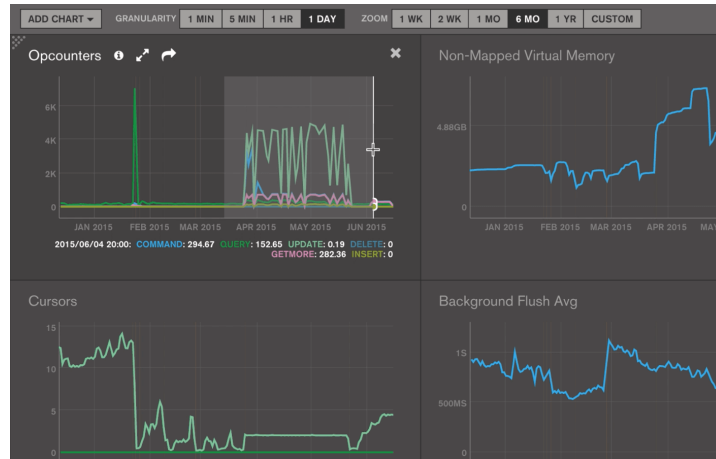 ADD CHART GRANULARITY 1 MIN 5 MIN 1 HR 1 DAY ZOOM 1 WK 2 WK 1 MO 6 MO 1 YR CUSTOM
Opcounters
6K
4K
2K
0
JAN 2015 FEB 2015 MAR 2015 APR 2015 MAY 2015 JUN 2015
2015/06/04 20:00: COMMAND: 294.67 QUERY: 152.65 UPDATE: 0.19 DELETE: 0
GETMORE: 282.36 INSERT: 0
Non-Mapped Virtual Memory
4.88GB
0
JAN 2015 FEB 2015 MAR 2015 APR 2015 MAY
Cursors
15
10
5
0
Background Flush Avg
1S
500MS
0